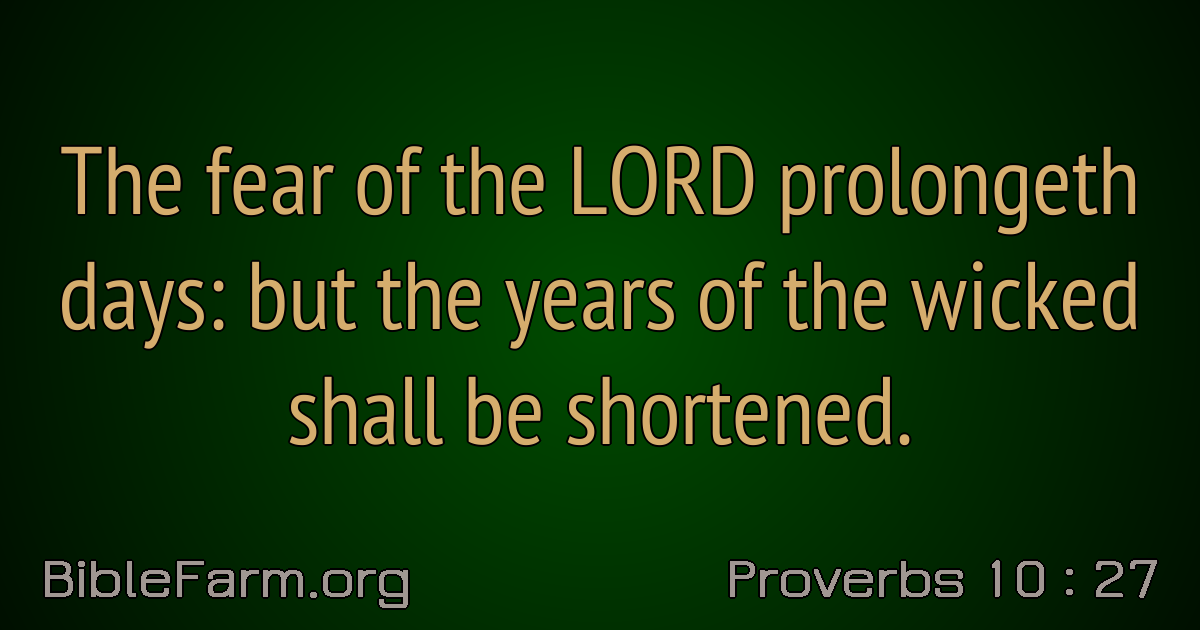 The fear of the LORD prolongeth
days: but the years of the wicked
shall be shortened.
BibleFarm.org
Proverbs 10 : 27